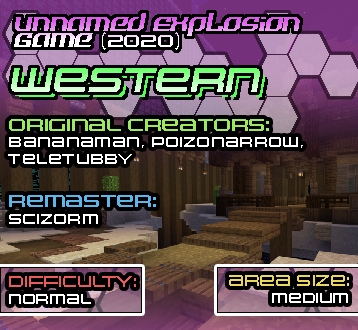 Unnamed Explosion
Game (2020)
Western
Original Creators:
Bananaman, Poizonarrow,
Teletubby
Remaster:
Scizorm
Difficulty:
Normal
Area Size:
Medium